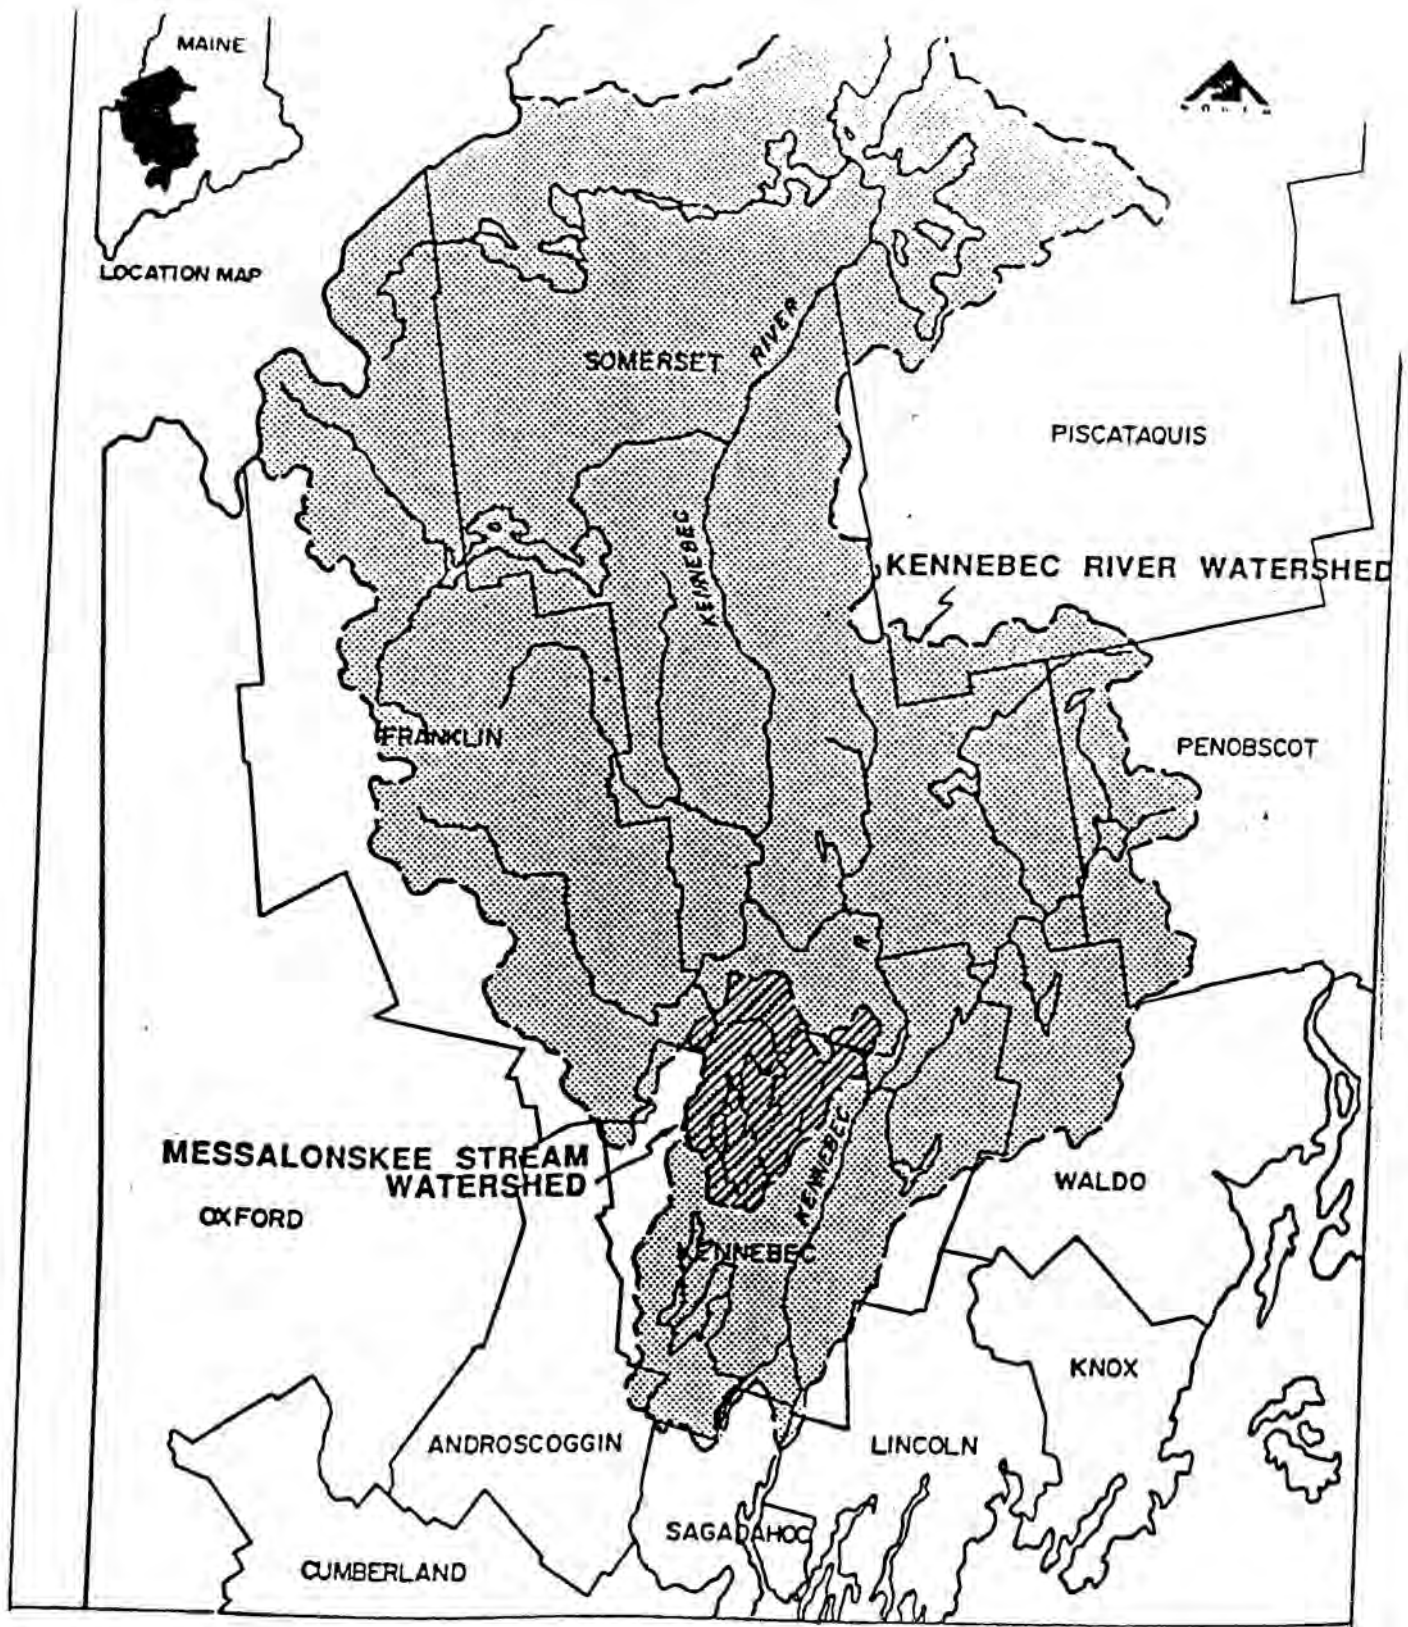 MAINE
NORTH
LOCATION MAP
SOMERSET
RIVER
PISCATAQUIS
KENNEBEC
KENNEBEC RIVER WATERSHED
FRANKLIN
PENOBSCOT
R
MESSALONSKEE STREAM
WATERSHED
KENNEBEC
WALDO
OXFORD
KENNEBEC
KNOX
ANDROSCOGGIN
LINCOLN
SAGADAHOC
CUMBERLAND